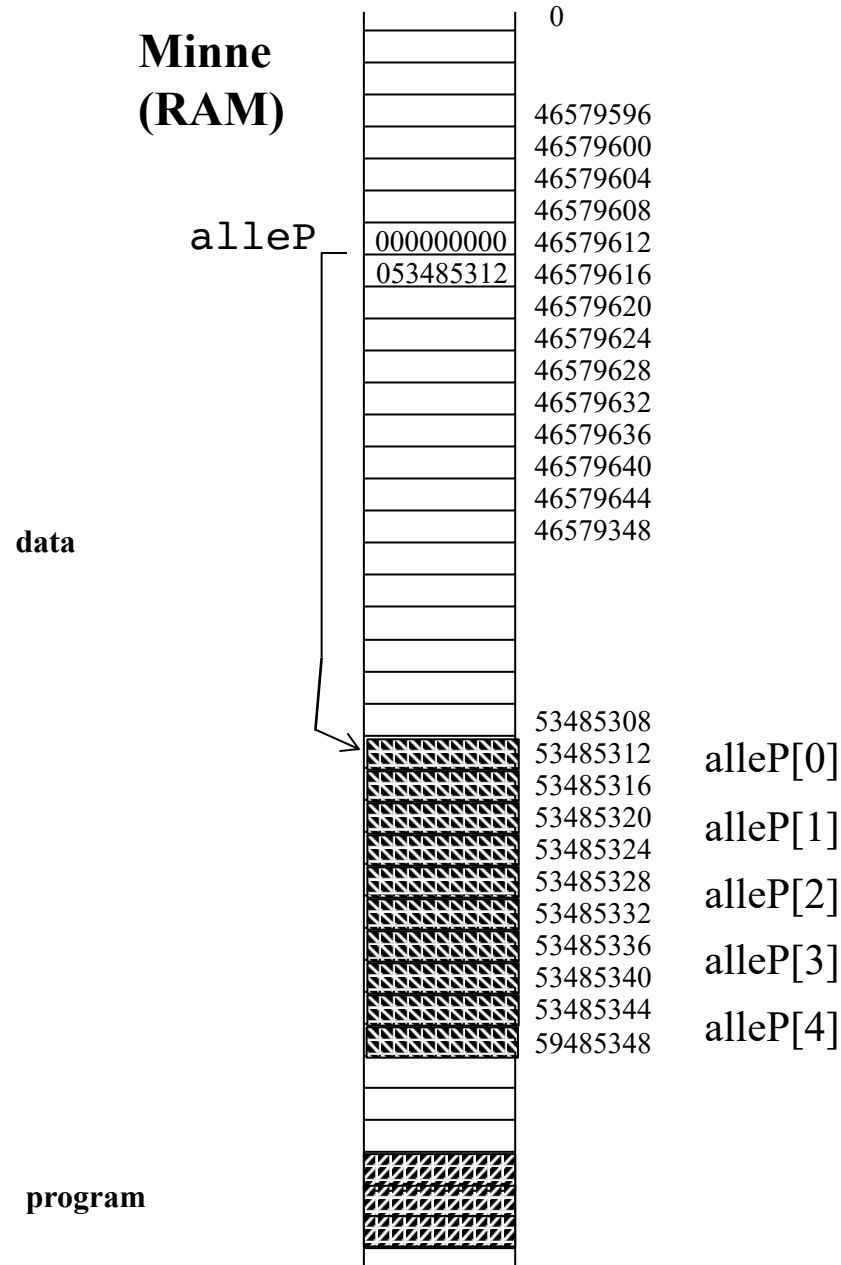 0
Minne
(RAM)
46579596
46579600
46579604
46579608
alleP 000000000 46579612
053485312 46579616
46579620
46579624
46579628
46579632
46579636
46579640
46579644
46579348
data
53485308
53485312 alleP[0]
53485316
53485320 alleP[1]
53485324
53485328 alleP[2]
53485332
53485336 alleP[3]
53485340
53485344 alleP[4]
59485348
program